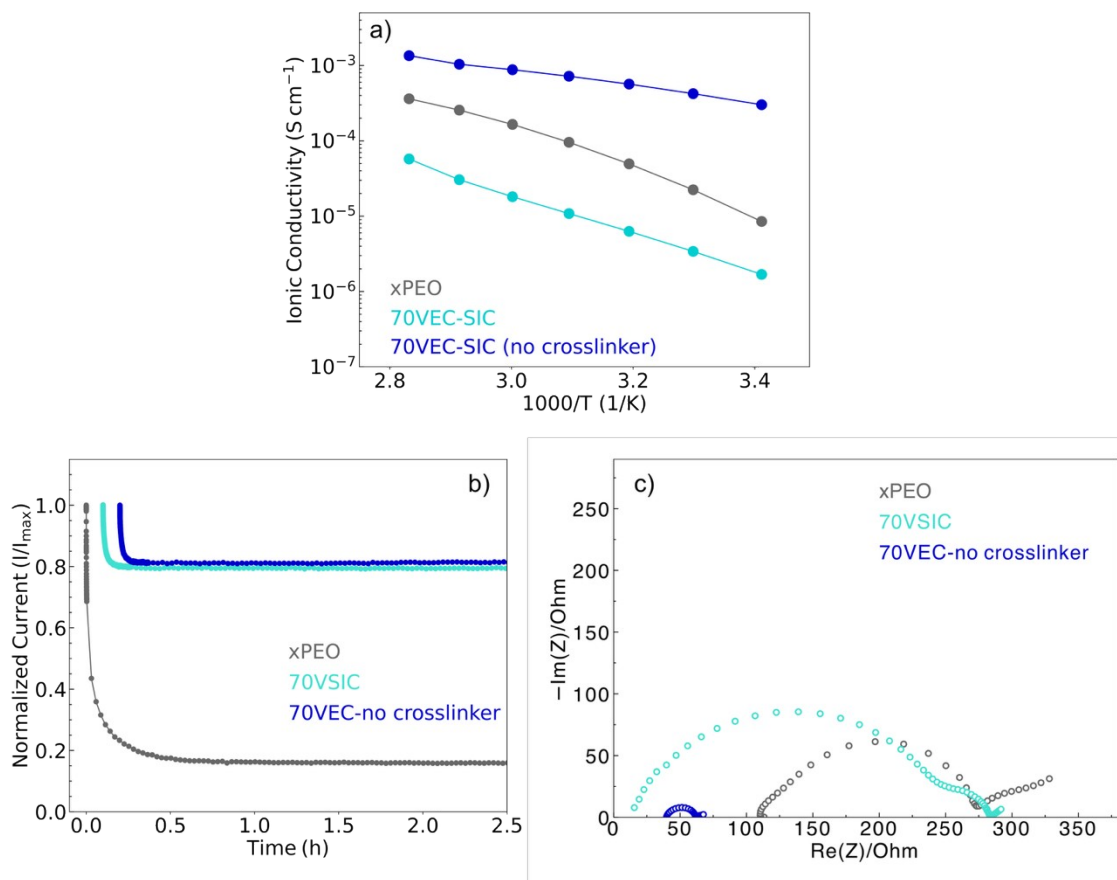 a)
Ionic Conductivity (S cm⁻¹)
10⁻³
10⁻⁴
10⁻⁵
10⁻⁶
10⁻⁷
xPEO
70VEC-SIC
70VEC-SIC (no crosslinker)
2.8 3.0 3.2 3.4
1000/T (1/K)
b)
Normalized Current (I/Imax)
1.0
0.8
0.6
0.4
0.2
0.0
xPEO
70VSIC
70VEC-no crosslinker
0.0 0.5 1.0 1.5 2.0 2.5
Time (h)
c)
−Im(Z)/Ohm
250
200
150
100
50
0
xPEO
70VSIC
70VEC-no crosslinker
0 50 100 150 200 250 300 350
Re(Z)/Ohm